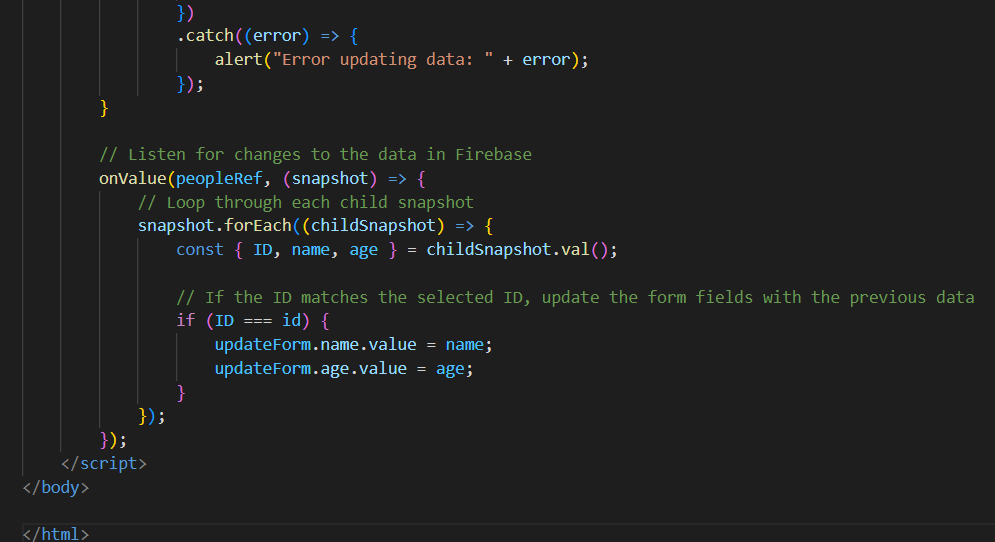 })
.catch((error) => {
alert("Error updating data: " + error);
});
}
// Listen for changes to the data in Firebase
onValue(peopleRef, (snapshot) => {
// Loop through each child snapshot
snapshot.forEach((childSnapshot) => {
const { ID, name, age } = childSnapshot.val();
// If the ID matches the selected ID, update the form fields with the previous data
if (ID === id) {
updateForm.name.value = name;
updateForm.age.value = age;
}
});
});
</script>
</body>
</html>